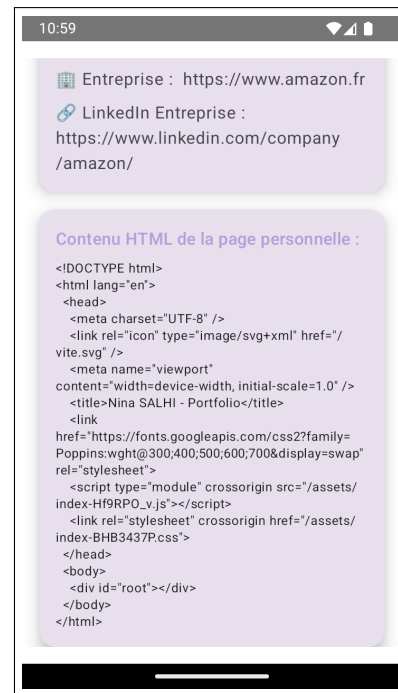 10:59
🏢 Entreprise : https://www.amazon.fr
🔗 LinkedIn Entreprise :
https://www.linkedin.com/company
/amazon/
Contenu HTML de la page personnelle :
<!DOCTYPE html>
<html lang="en">
<head>
<meta charset="UTF-8" />
<link rel="icon" type="image/svg+xml" href="/
vite.svg" />
<meta name="viewport"
content="width=device-width, initial-scale=1.0" />
<title>Nina SALHI - Portfolio</title>
<link
href="https://fonts.googleapis.com/css2?family=
Poppins:wght@300;400;500;600;700&display=swap"
rel="stylesheet">
<script type="module" crossorigin src="/assets/
index-Hf9RPO_v.js"></script>
<link rel="stylesheet" crossorigin href="/assets/
index-BHB3437P.css">
</head>
<body>
<div id="root"></div>
</body>
</html>